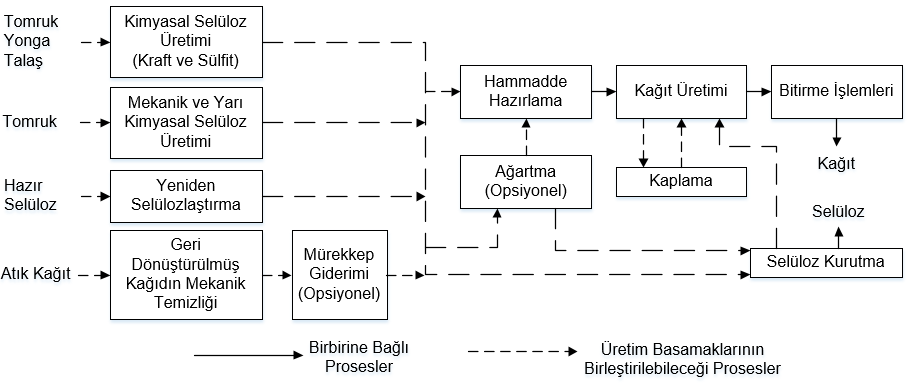 Tomruk
Yonga
Talaş
Kimyasal Selüloz
Üretimi
(Kraft ve Sülfit)
Tomruk
Mekanik ve Yarı
Kimyasal Selüloz
Üretimi
Hazır
Selüloz
Yeniden
Selülozlaştırma
Atık Kağıt
Geri
Dönüştürülmüş
Kağıdın Mekanik
Temizliği
Mürekkep
Giderimi
(Opsiyonel)
Hammadde
Hazırlama
Ağartma
(Opsiyonel)
Kağıt Üretimi
Kaplama
Bitirme İşlemleri
Kağıt
Selüloz
Selüloz Kurutma
Birbirine Bağlı
Prosesler
Üretim Basamaklarının
Birleştirilebileceği Prosesler